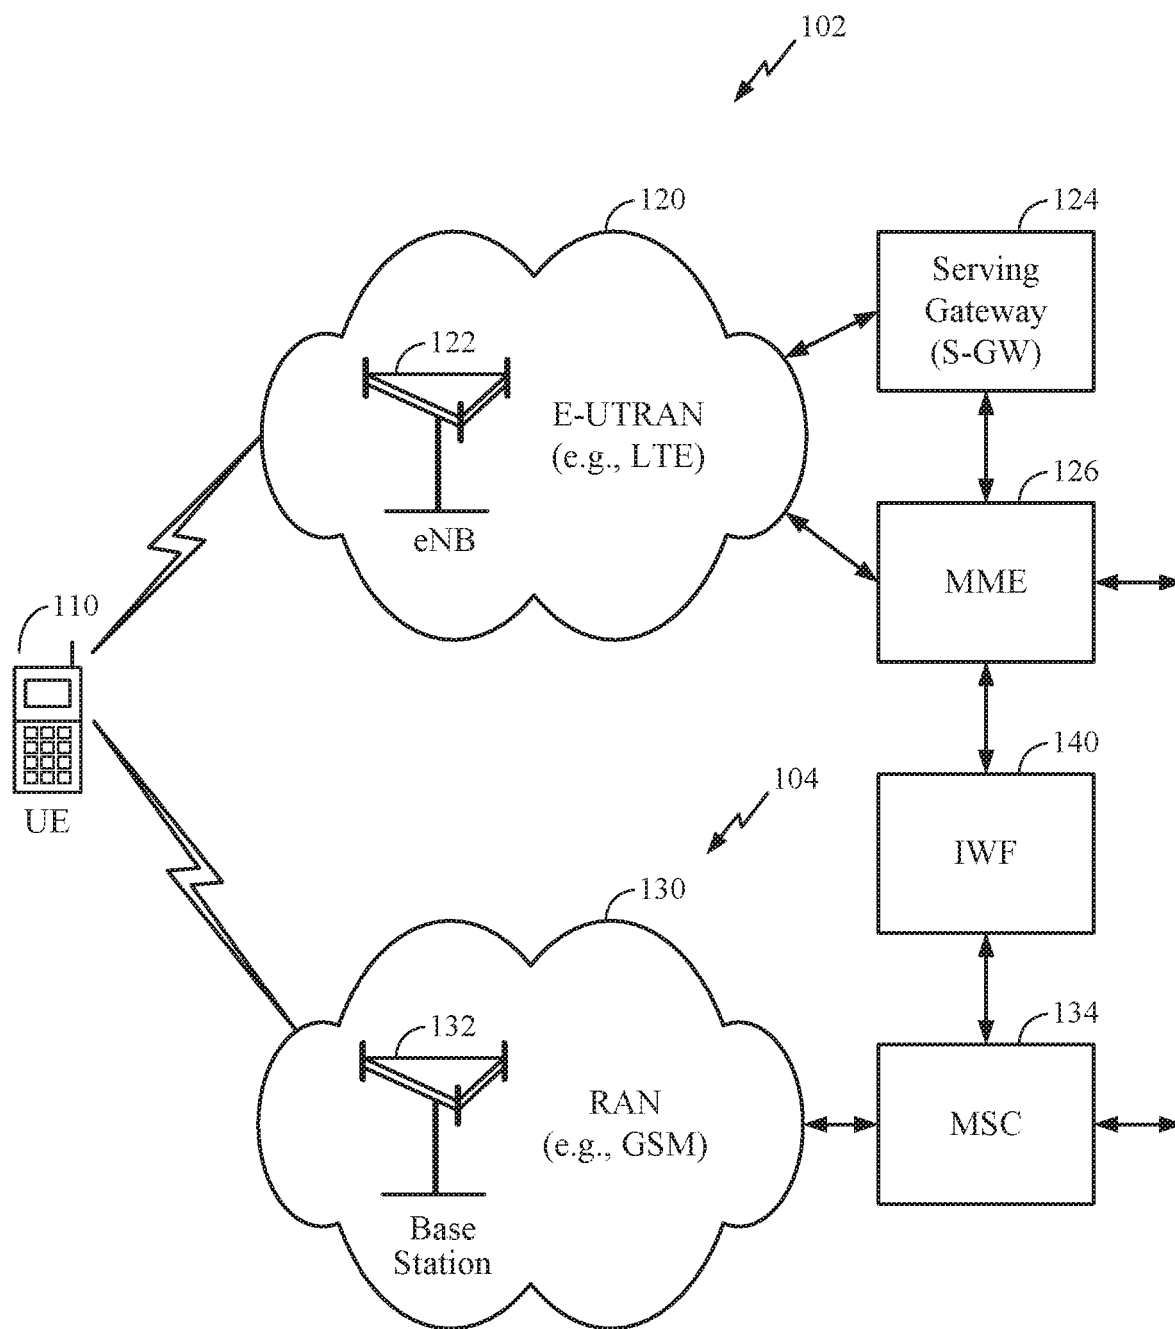 102
120
124
Serving
Gateway
(S-GW)
122
E-UTRAN
(e.g., LTE)
eNB
126
MME
110
UE
140
IWF
104
130
134
MSC
132
RAN
(e.g., GSM)
Base
Station